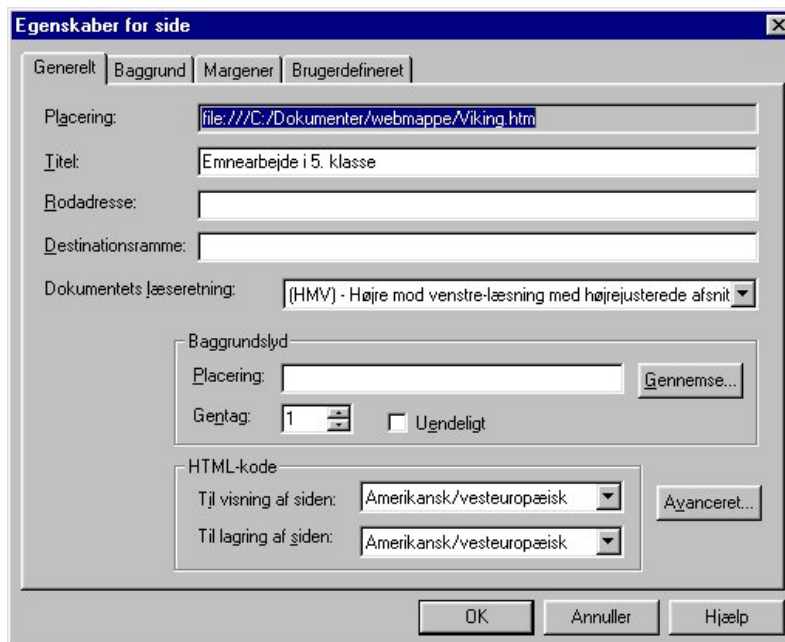 Egenskaber for side
Generelt Baggrund Margener Brugerdefineret
Placering: file:///C:/Dokumenter/webmappe/Viking.htm
Titel: Emnearbejde i 5. klasse
Rodadresse:
Destinationsramme:
Dokumentets læseretning: (HMV) - Højre mod venstre-læsning med højrejusterede afsnit
Baggrundslyd
Placering: Gennemse...
Gentag: 1 Uendeligt
HTML-kode
Til visning af siden: Amerikansk/vesteuropæisk Avanceret...
Til lagring af siden: Amerikansk/vesteuropæisk
OK Annuller Hjælp